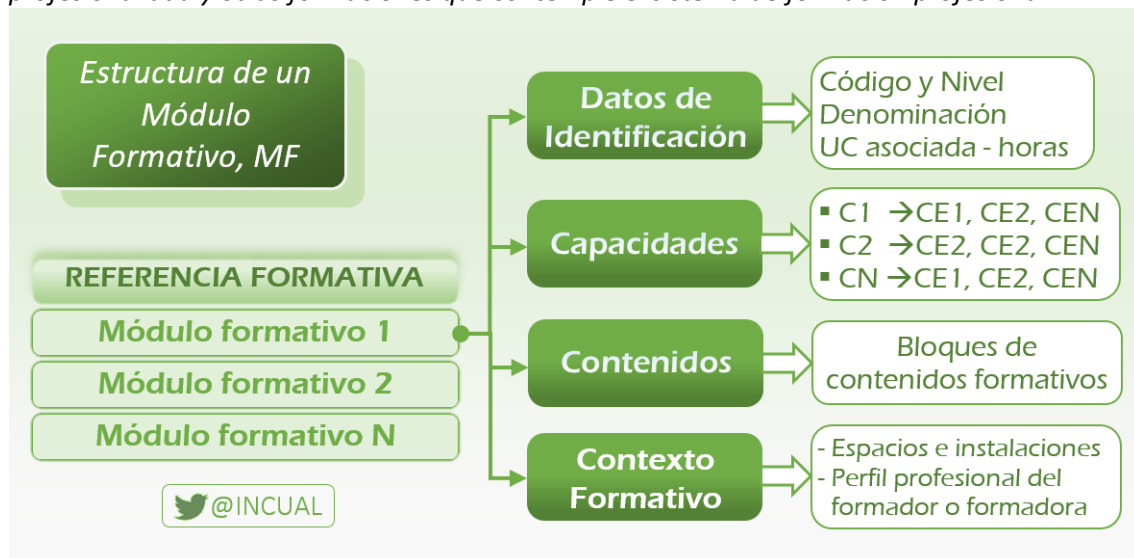 Estructura de un
Módulo
Formativo, MF
REFERENCIA FORMATIVA
Módulo formativo 1
Módulo formativo 2
Módulo formativo N
@INCUAL
Datos de
Identificación
Código y Nivel
Denominación
UC asociada - horas
Capacidades
▪ C1 →CE1, CE2, CEN
▪ C2 →CE2, CE2, CEN
▪ CN →CE1, CE2, CEN
Contenidos
Bloques de
contenidos formativos
Contexto
Formativo
- Espacios e instalaciones
- Perfil profesional del
formador o formadora